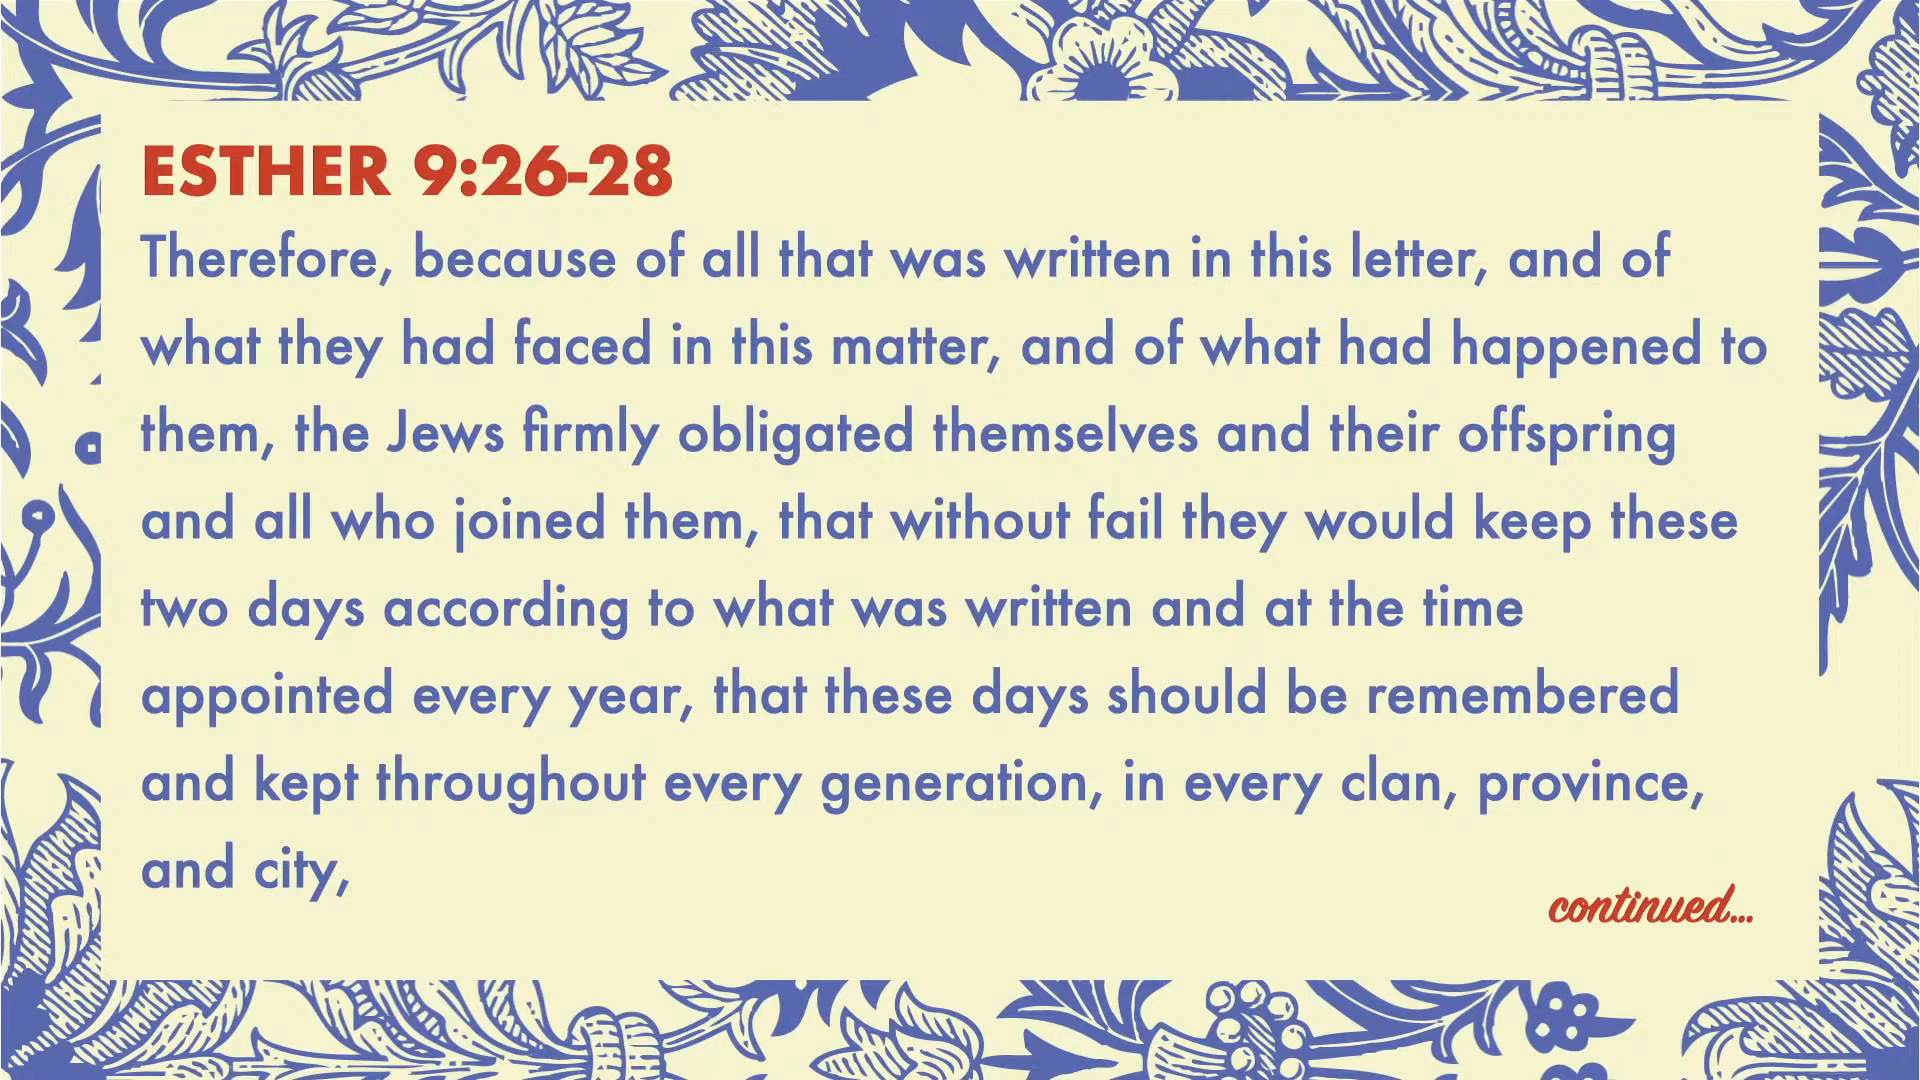 ESTHER 9:26-28
Therefore, because of all that was written in this letter, and of
what they had faced in this matter, and of what had happened to
them, the Jews firmly obligated themselves and their offspring
and all who joined them, that without fail they would keep these
two days according to what was written and at the time
appointed every year, that these days should be remembered
and kept throughout every generation, in every clan, province,
and city,
continued...